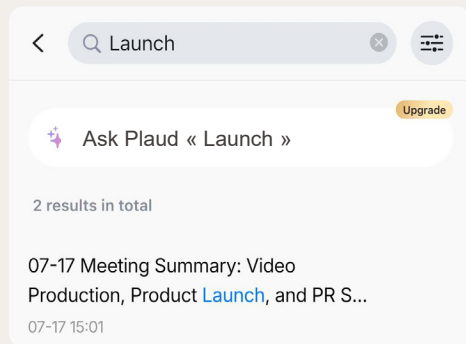 Launch
Upgrade
Ask Plaud « Launch »
2 results in total
07-17 Meeting Summary: Video
Production, Product Launch, and PR S...
07-17 15:01